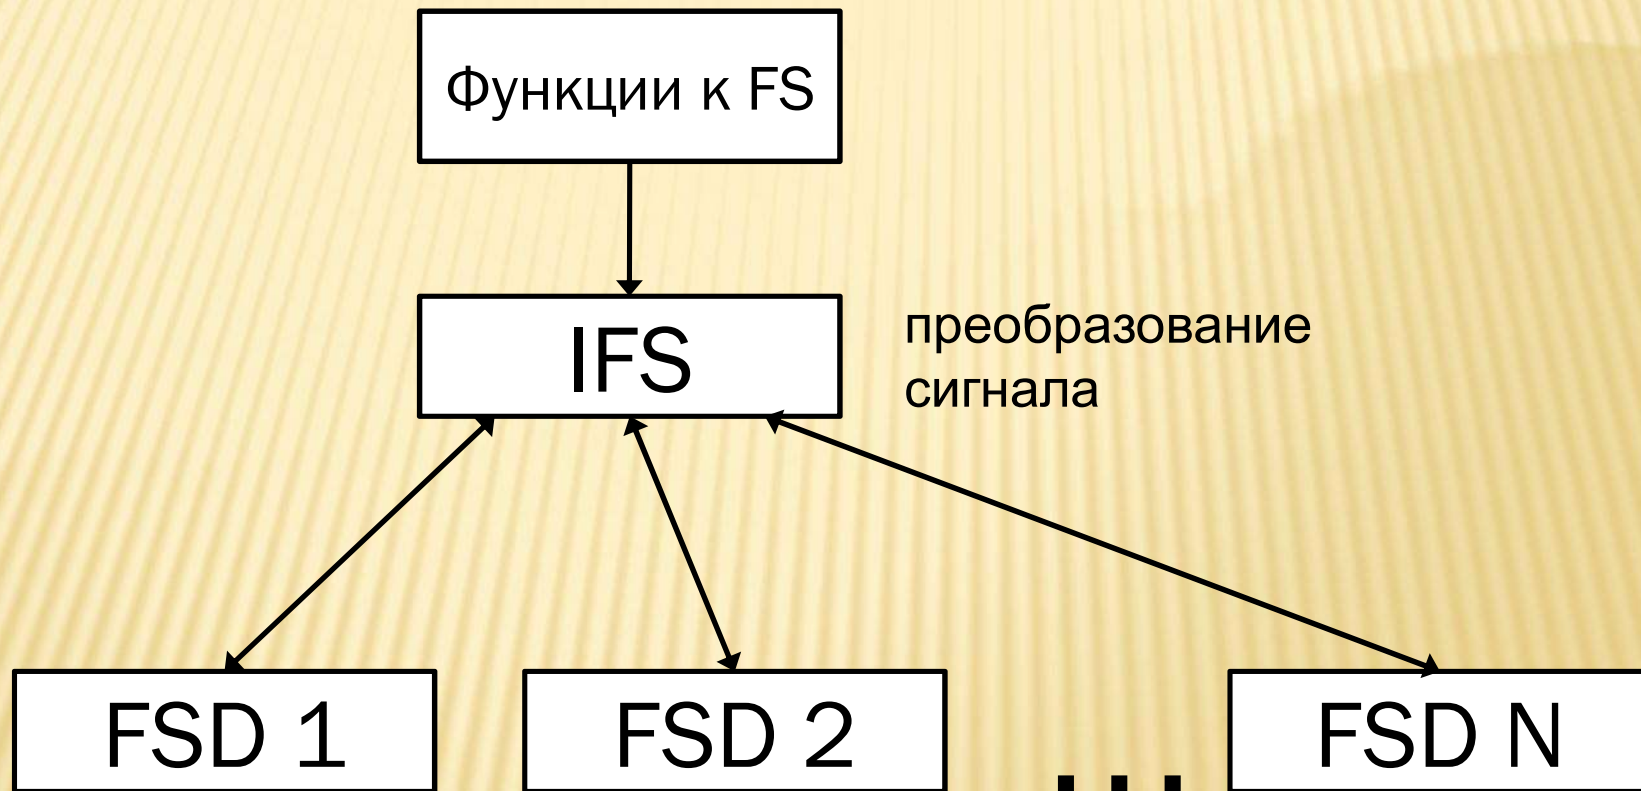 Функции к FS
IFS
преобразование
сигнала
FSD 1
FSD 2
...
FSD N